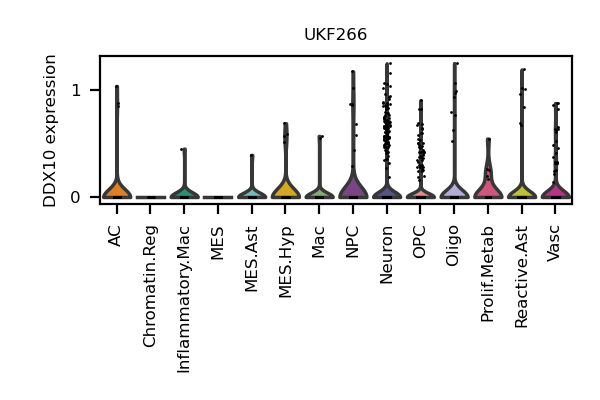 UKF266
DDX10 expression
1
0
AC
Chromatin.Reg
Inflammatory.Mac
MES
MES.Ast
MES.Hyp
Mac
NPC
Neuron
OPC
Oligo
Prolif.Metab
Reactive.Ast
Vasc